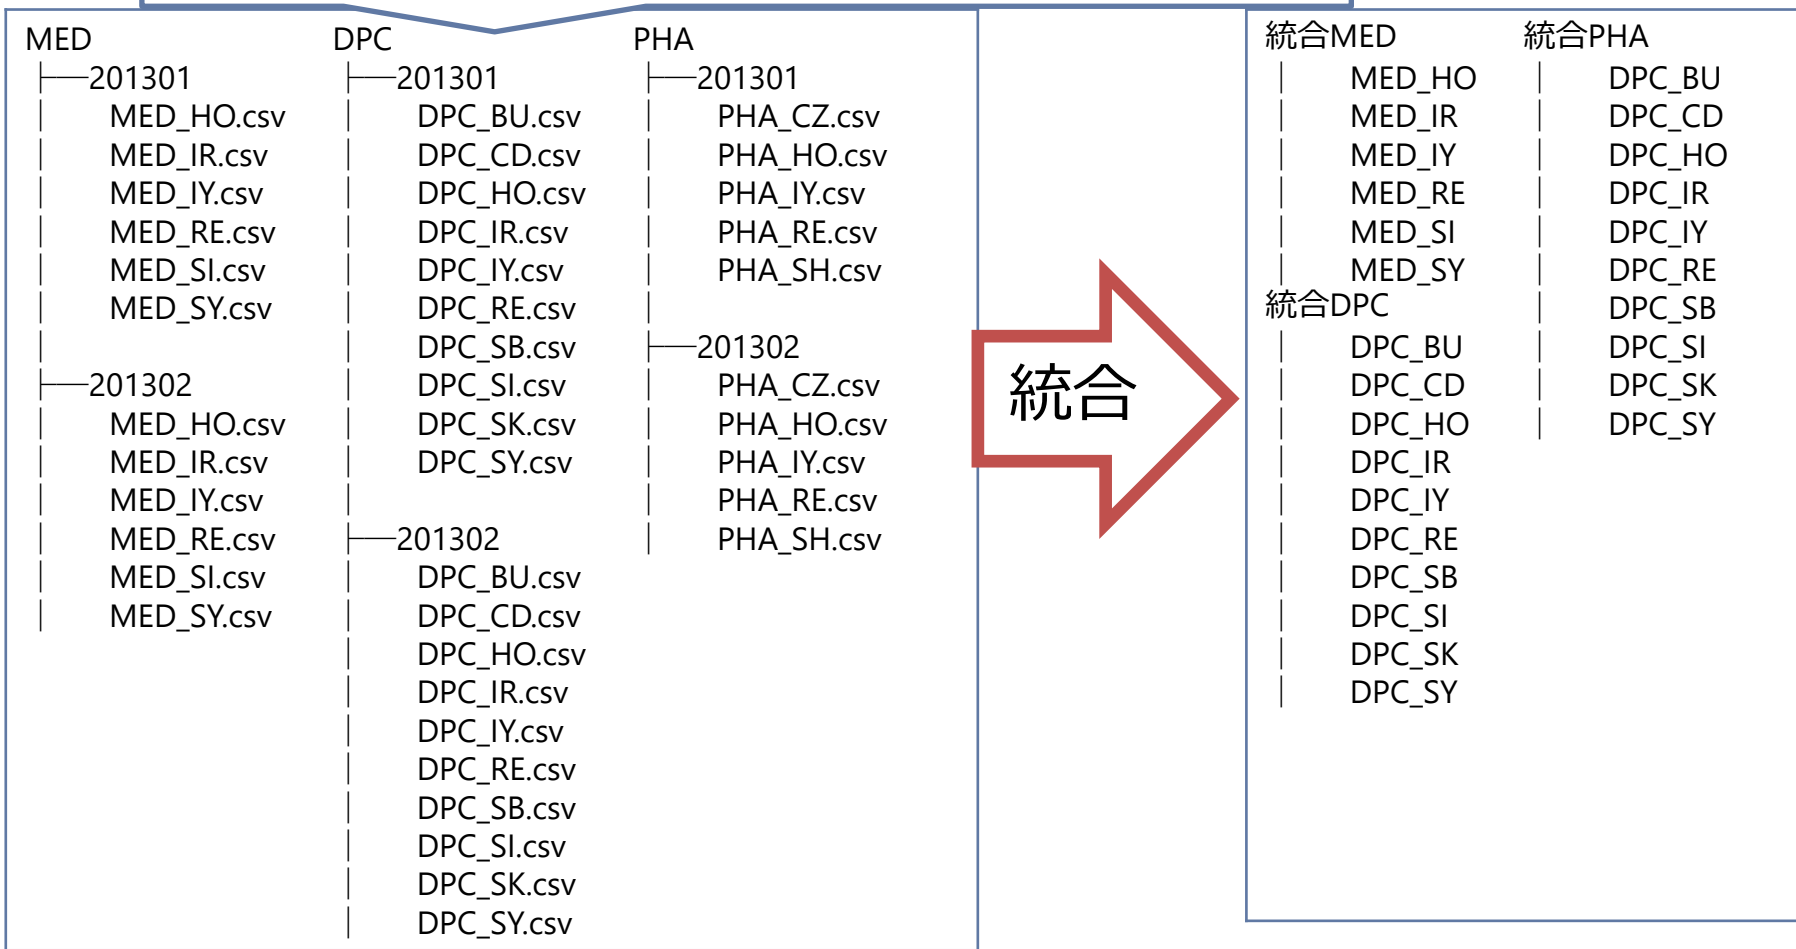 MED
├──201301
│ MED_HO.csv
│ MED_IR.csv
│ MED_IY.csv
│ MED_RE.csv
│ MED_SI.csv
│ MED_SY.csv
│
├──201302
│ MED_HO.csv
│ MED_IR.csv
│ MED_IY.csv
│ MED_RE.csv
│ MED_SI.csv
│ MED_SY.csv
DPC
├──201301
│ DPC_BU.csv
│ DPC_CD.csv
│ DPC_HO.csv
│ DPC_IR.csv
│ DPC_IY.csv
│ DPC_RE.csv
│ DPC_SB.csv
│ DPC_SI.csv
│ DPC_SK.csv
│ DPC_SY.csv
│
├──201302
│ DPC_BU.csv
│ DPC_CD.csv
│ DPC_HO.csv
│ DPC_IR.csv
│ DPC_IY.csv
│ DPC_RE.csv
│ DPC_SB.csv
│ DPC_SI.csv
│ DPC_SK.csv
│ DPC_SY.csv
PHA
├──201301
│ PHA_CZ.csv
│ PHA_HO.csv
│ PHA_IY.csv
│ PHA_RE.csv
│ PHA_SH.csv
│
├──201302
│ PHA_CZ.csv
│ PHA_HO.csv
│ PHA_IY.csv
│ PHA_RE.csv
│ PHA_SH.csv
統合
統合MED
│ MED_HO
│ MED_IR
│ MED_IY
│ MED_RE
│ MED_SI
│ MED_SY
統合DPC
│ DPC_BU
│ DPC_CD
│ DPC_HO
│ DPC_IR
│ DPC_IY
│ DPC_RE
│ DPC_SB
│ DPC_SI
│ DPC_SK
│ DPC_SY
統合PHA
│ DPC_BU
│ DPC_CD
│ DPC_HO
│ DPC_IR
│ DPC_IY
│ DPC_RE
│ DPC_SB
│ DPC_SI
│ DPC_SK
│ DPC_SY